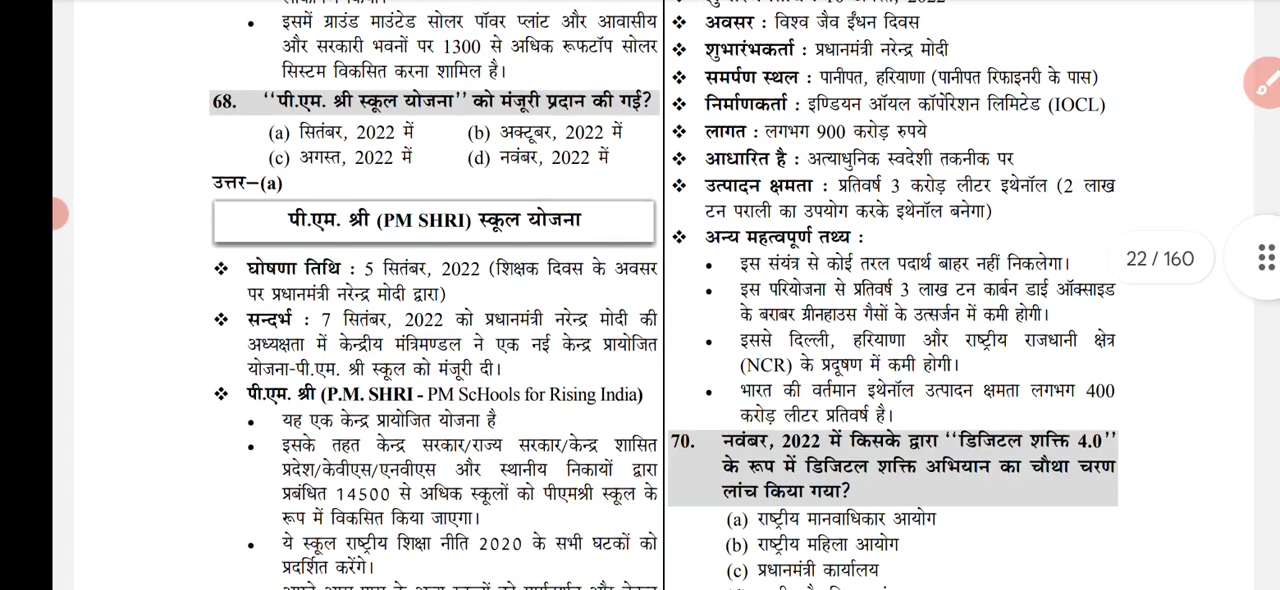 इसमें ग्राउंड माउंटेड सोलर पॉवर प्लांट और आवासीय
और सरकारी भवनों पर 1300 से अधिक रूफटॉप सोलर
सिस्टम विकसित करना शामिल है।
68. "पी.एम. श्री स्कूल योजना" को मंजूरी प्रदान की गई?
(a) सितंबर, 2022 में (b) अक्टूबर, 2022 में
(c) अगस्त, 2022 में (d) नवंबर, 2022 में
उत्तर–(a)
पी.एम. श्री (PM SHRI) स्कूल योजना
❖ घोषणा तिथि : 5 सितंबर, 2022 (शिक्षक दिवस के अवसर
पर प्रधानमंत्री नरेन्द्र मोदी द्वारा)
❖ सन्दर्भ : 7 सितंबर, 2022 को प्रधानमंत्री नरेन्द्र मोदी की
अध्यक्षता में केन्द्रीय मंत्रिमण्डल ने एक नई केन्द्र प्रायोजित
योजना-पी.एम. श्री स्कूल को मंजूरी दी।
❖ पी.एम. श्री (P.M. SHRI - PM ScHools for Rising India)
• यह एक केन्द्र प्रायोजित योजना है
• इसके तहत केन्द्र सरकार/राज्य सरकार/केन्द्र शासित
प्रदेश/केवीएस/एनवीएस और स्थानीय निकायों द्वारा
प्रबंधित 14500 से अधिक स्कूलों को पीएमश्री स्कूल के
रूप में विकसित किया जाएगा।
• ये स्कूल राष्ट्रीय शिक्षा नीति 2020 के सभी घटकों को
प्रदर्शित करेंगे।
❖ अवसर : विश्व जैव ईंधन दिवस
❖ शुभारंभकर्ता : प्रधानमंत्री नरेन्द्र मोदी
❖ समर्पण स्थल : पानीपत, हरियाणा (पानीपत रिफाइनरी के पास)
❖ निर्माणकर्ता : इण्डियन ऑयल कॉर्पोरेशन लिमिटेड (IOCL)
❖ लागत : लगभग 900 करोड़ रुपये
❖ आधारित है : अत्याधुनिक स्वदेशी तकनीक पर
❖ उत्पादन क्षमता : प्रतिवर्ष 3 करोड़ लीटर इथेनॉल (2 लाख
टन पराली का उपयोग करके इथेनॉल बनेगा)
❖ अन्य महत्वपूर्ण तथ्य :
• इस संयंत्र से कोई तरल पदार्थ बाहर नहीं निकलेगा।
• इस परियोजना से प्रतिवर्ष 3 लाख टन कार्बन डाई ऑक्साइड
के बराबर ग्रीनहाउस गैसों के उत्सर्जन में कमी होगी।
• इससे दिल्ली, हरियाणा और राष्ट्रीय राजधानी क्षेत्र
(NCR) के प्रदूषण में कमी होगी।
• भारत की वर्तमान इथेनॉल उत्पादन क्षमता लगभग 400
करोड़ लीटर प्रतिवर्ष है।
70. नवंबर, 2022 में किसके द्वारा "डिजिटल शक्ति 4.0"
के रूप में डिजिटल शक्ति अभियान का चौथा चरण
लांच किया गया?
(a) राष्ट्रीय मानवाधिकार आयोग
(b) राष्ट्रीय महिला आयोग
(c) प्रधानमंत्री कार्यालय
22 / 160